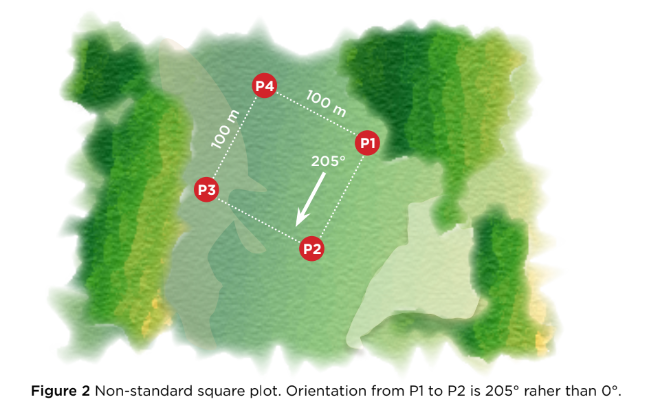 P4
100 m
P1
100 m
205°
P3
P2
Figure 2 Non-standard square plot. Orientation from P1 to P2 is 205° raher than 0°.